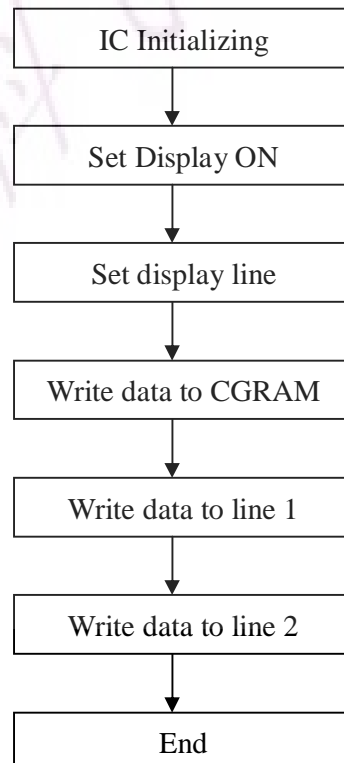 IC Initializing
Set Display ON
Set display line
Write data to CGRAM
Write data to line 1
Write data to line 2
End